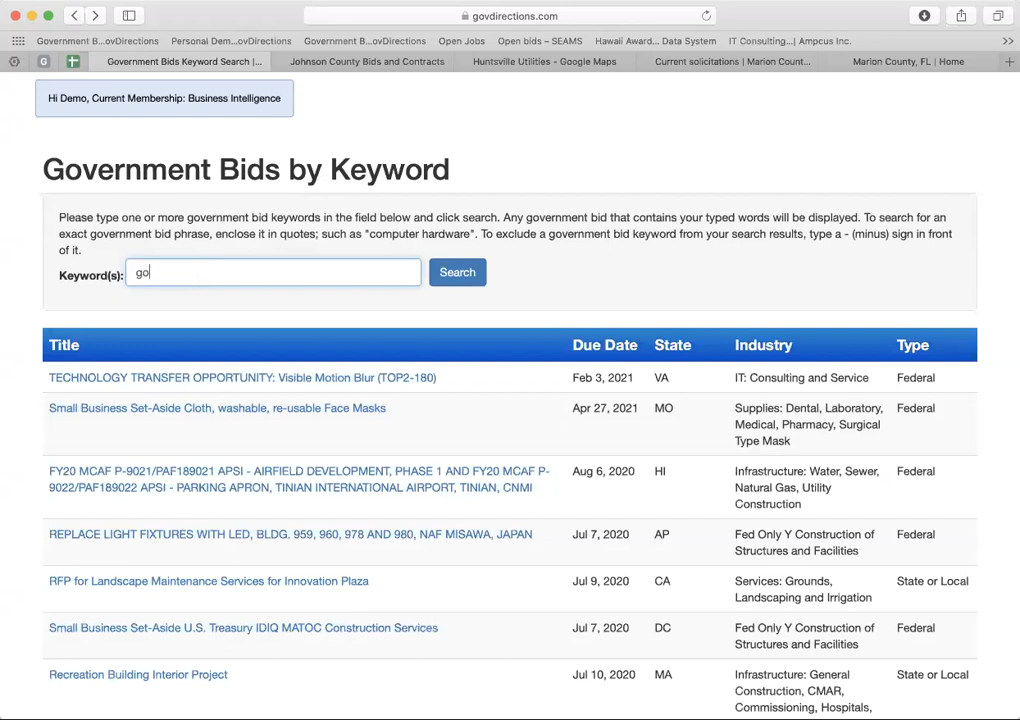 govdirections.com
Government B...ovDirections Personal Dem...ovDirections Government B...ovDirections Open Jobs Open bids – SEAMS Hawaii Award... Data System IT Consulting...| Ampcus Inc. >>
G Government Bids Keyword Search |... Johnson County Bids and Contracts Huntsville Utilities - Google Maps Current solicitations | Marion Count... Marion County, FL | Home +
Hi Demo, Current Membership: Business Intelligence
Government Bids by Keyword
Please type one or more government bid keywords in the field below and click search. Any government bid that contains your typed words will be displayed. To search for an
exact government bid phrase, enclose it in quotes; such as "computer hardware". To exclude a government bid keyword from your search results, type a - (minus) sign in front
of it.
Keyword(s): go Search
Title Due Date State Industry Type
TECHNOLOGY TRANSFER OPPORTUNITY: Visible Motion Blur (TOP2-180) Feb 3, 2021 VA IT: Consulting and Service Federal
Small Business Set-Aside Cloth, washable, re-usable Face Masks Apr 27, 2021 MO Supplies: Dental, Laboratory, Federal
Medical, Pharmacy, Surgical
Type Mask
FY20 MCAF P-9021/PAF189021 APSI - AIRFIELD DEVELOPMENT, PHASE 1 AND FY20 MCAF P- Aug 6, 2020 HI Infrastructure: Water, Sewer, Federal
9022/PAF189022 APSI - PARKING APRON, TINIAN INTERNATIONAL AIRPORT, TINIAN, CNMI Natural Gas, Utility
Construction
REPLACE LIGHT FIXTURES WITH LED, BLDG. 959, 960, 978 AND 980, NAF MISAWA, JAPAN Jul 7, 2020 AP Fed Only Y Construction of Federal
Structures and Facilities
RFP for Landscape Maintenance Services for Innovation Plaza Jul 9, 2020 CA Services: Grounds, State or Local
Landscaping and Irrigation
Small Business Set-Aside U.S. Treasury IDIQ MATOC Construction Services Jul 7, 2020 DC Fed Only Y Construction of Federal
Structures and Facilities
Recreation Building Interior Project Jul 10, 2020 MA Infrastructure: General State or Local
Construction, CMAR,
Commissioning, Hospitals,